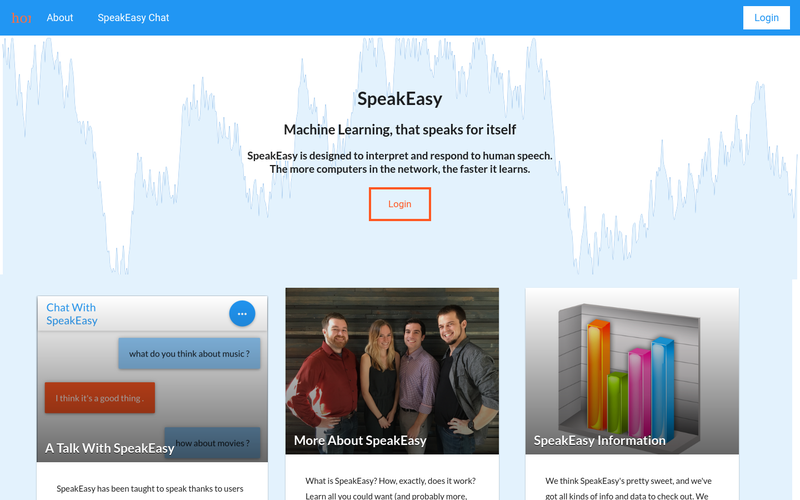 About
SpeakEasy Chat
Login
SpeakEasy
Machine Learning, that speaks for itself
SpeakEasy is designed to interpret and respond to human speech.
The more computers in the network, the faster it learns.
Login
Chat With
SpeakEasy
what do you think about music ?
I think it's a good thing .
how about movies ?
A Talk With SpeakEasy
SpeakEasy has been taught to speak thanks to users
More About SpeakEasy
What is SpeakEasy? How, exactly, does it work?
Learn all you could want (and probably more,
SpeakEasy Information
We think SpeakEasy's pretty sweet, and we've
got all kinds of info and data to check out. We